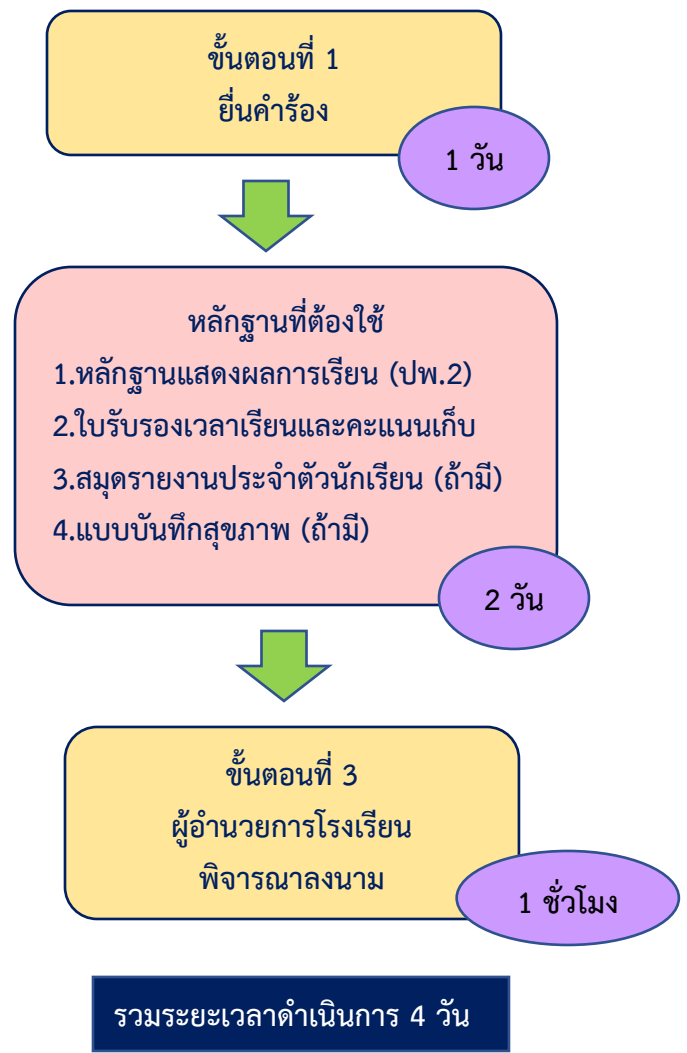 ขั้นตอนที่ 1
ยื่นคำร้อง
1 วัน
หลักฐานที่ต้องใช้
1.หลักฐานแสดงผลการเรียน (ปพ.2)
2.ใบรับรองเวลาเรียนและคะแนนเก็บ
3.สมุดรายงานประจำตัวนักเรียน (ถ้ามี)
4.แบบบันทึกสุขภาพ (ถ้ามี)
2 วัน
ขั้นตอนที่ 3
ผู้อำนวยการโรงเรียน
พิจารณาลงนาม
1 ชั่วโมง
รวมระยะเวลาดำเนินการ 4 วัน